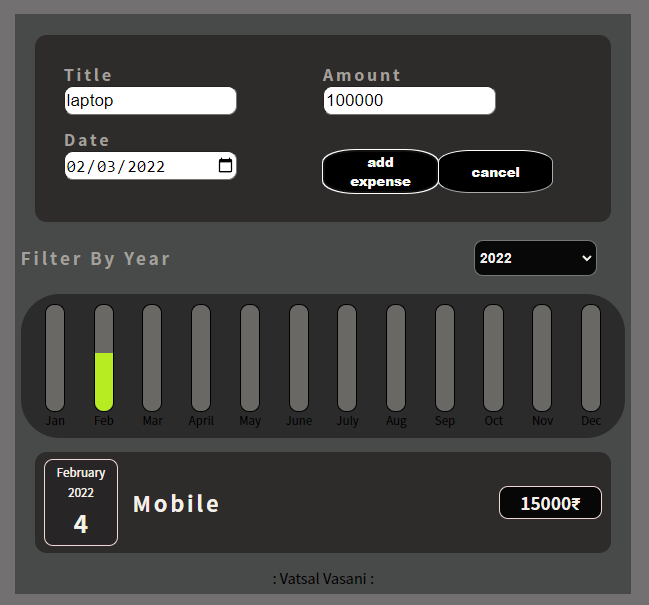 Title Amount
laptop 100000
Date
02/03/2022
add
expense cancel
Filter By Year 2022
Jan Feb Mar April May June July Aug Sep Oct Nov Dec
February
2022
4
Mobile 15000₹
: Vatsal Vasani :